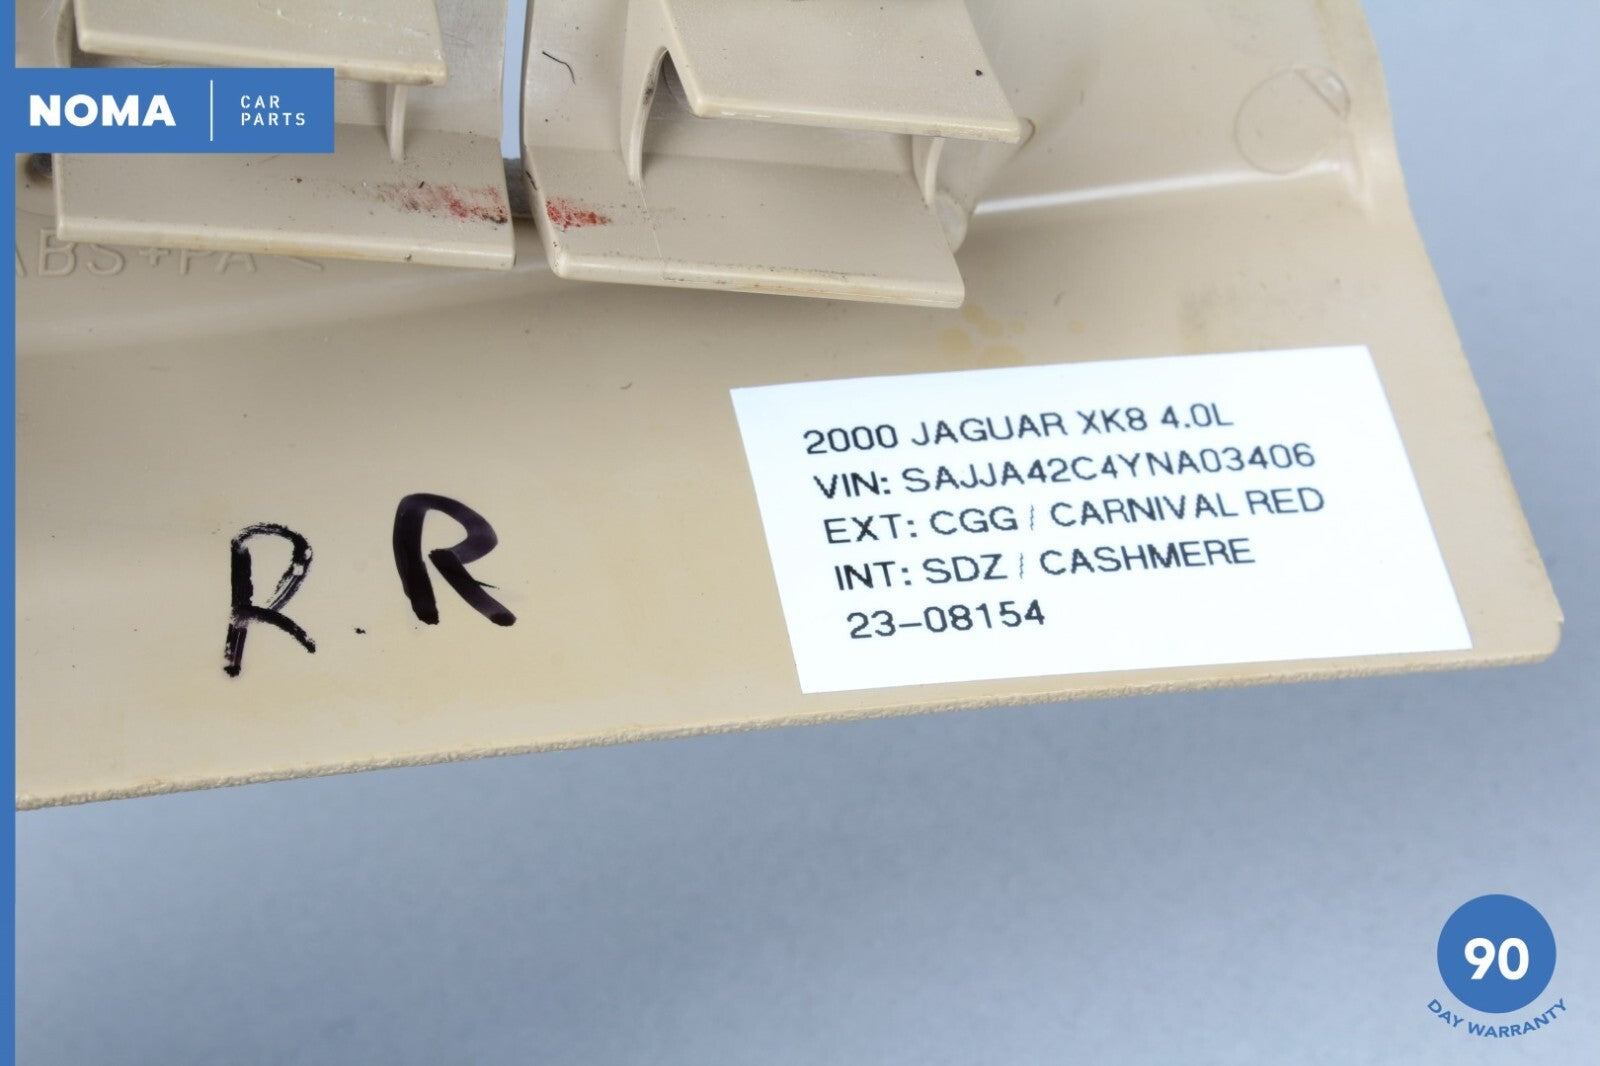 NOMA
CAR
PARTS
ABS+PA
R.R
2000 JAGUAR XK8 4.0L
VIN: SAJJA42C4YNA03406
EXT: CGG / CARNIVAL RED
INT: SDZ / CASHMERE
23-08154
90
DAY WARRANTY